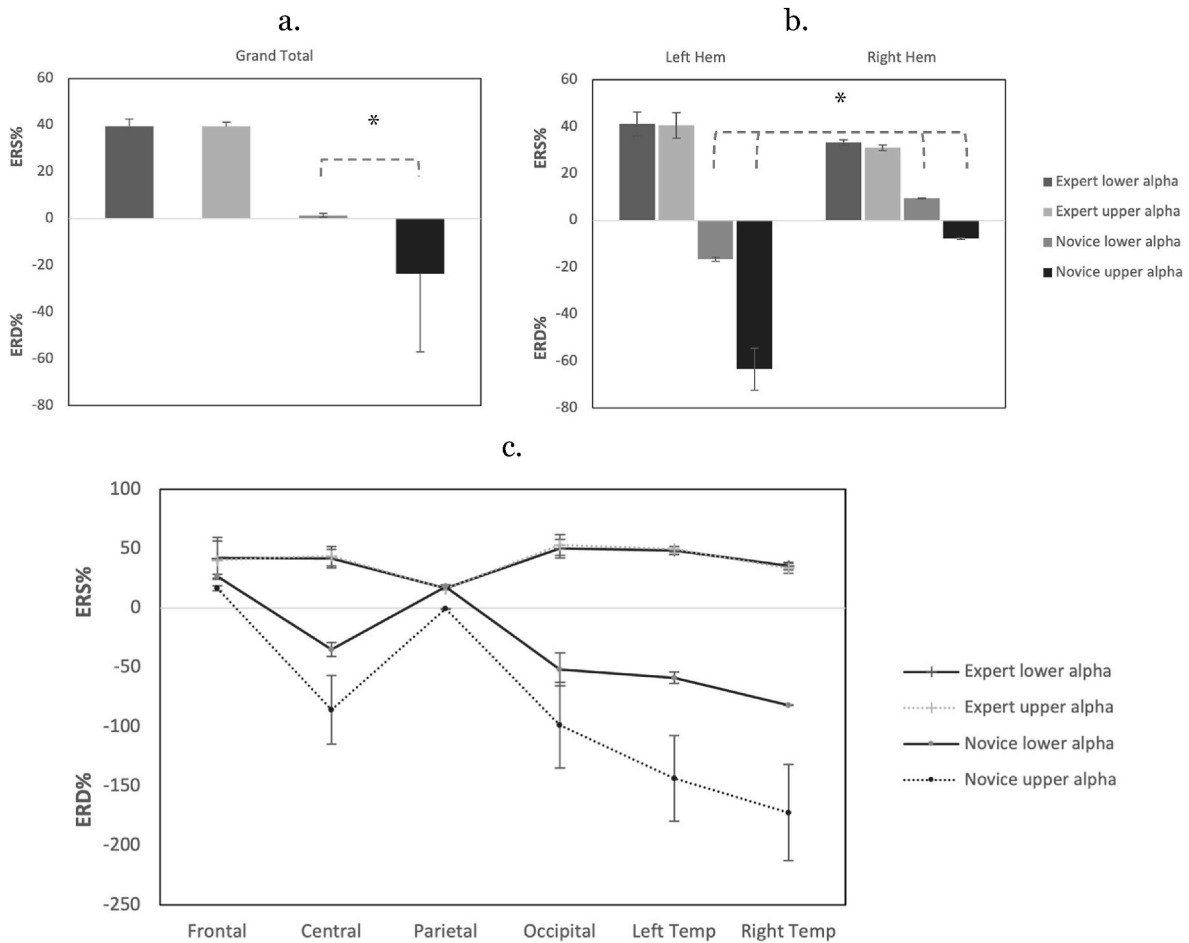 a.
Grand Total
60
40
20
0
-20
-40
-60
-80
ERS%
ERD%
*
b.
Left Hem
Right Hem
60
40
20
0
-20
-40
-60
-80
ERS%
ERD%
*
Expert lower alpha
Expert upper alpha
Novice lower alpha
Novice upper alpha
c.
100
50
0
-50
-100
-150
-200
-250
ERS%
ERD%
Frontal
Central
Parietal
Occipital
Left Temp
Right Temp
Expert lower alpha
Expert upper alpha
Novice lower alpha
Novice upper alpha